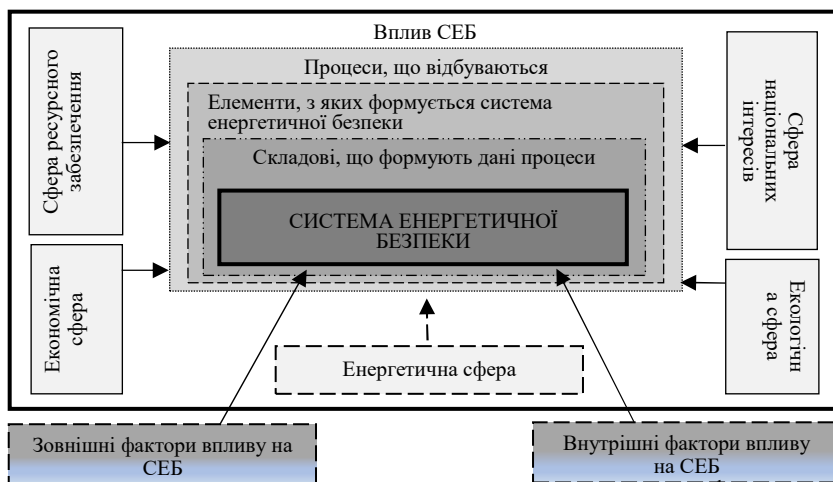 Вплив СЕБ
Процеси, що відбуваються
Елементи, з яких формується система
енергетичної безпеки
Складові, що формують дані процеси
СИСТЕМА ЕНЕРГЕТИЧНОЇ
БЕЗПЕКИ
Сфера ресурсного
забезпечення
Економічна
сфера
Сфера
національних
інтересів
Екологічн
а сфера
Енергетична сфера
Зовнішні фактори впливу на
СЕБ
Внутрішні фактори впливу
на СЕБ